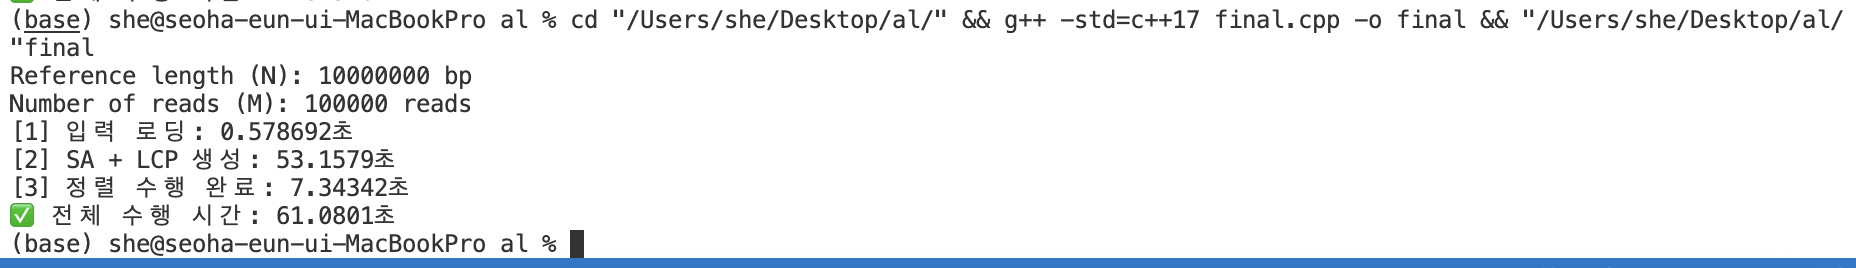 (base) she@seoha-eun-ui-MacBookPro al % cd "/Users/she/Desktop/al/" && g++ -std=c++17 final.cpp -o final && "/Users/she/Desktop/al/
"final
Reference length (N): 10000000 bp
Number of reads (M): 100000 reads
[1] 입력 로딩: 0.578692초
[2] SA + LCP 생성: 53.1579초
[3] 정렬 수행 완료: 7.34342초
✅ 전체 수행 시간: 61.0801초
(base) she@seoha-eun-ui-MacBookPro al %